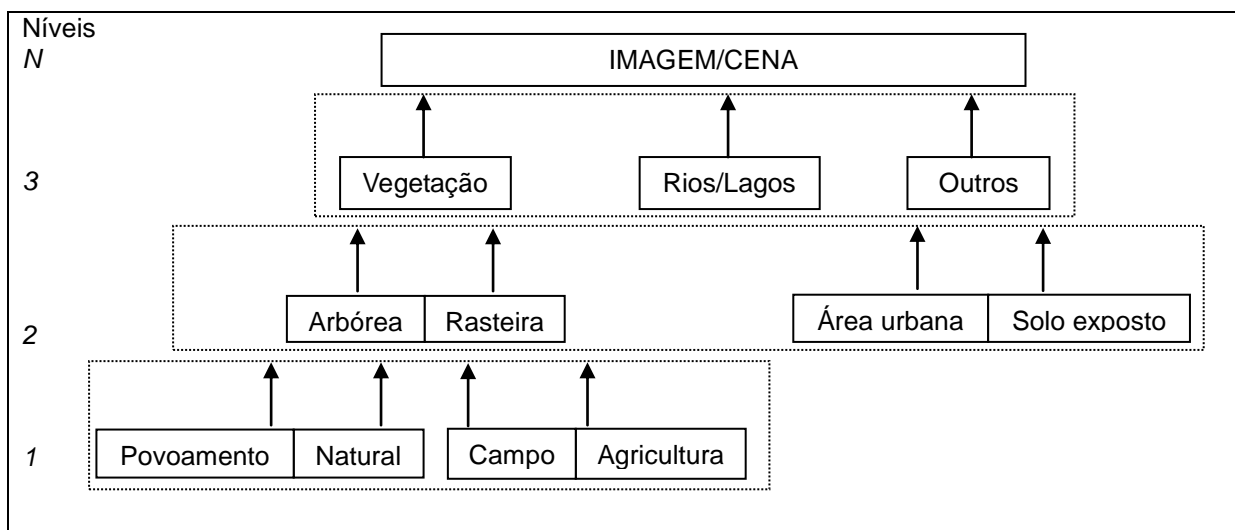 Níveis
N IMAGEM/CENA
3 Vegetação Rios/Lagos Outros
2 Arbórea Rasteira Área urbana Solo exposto
1 Povoamento Natural Campo Agricultura